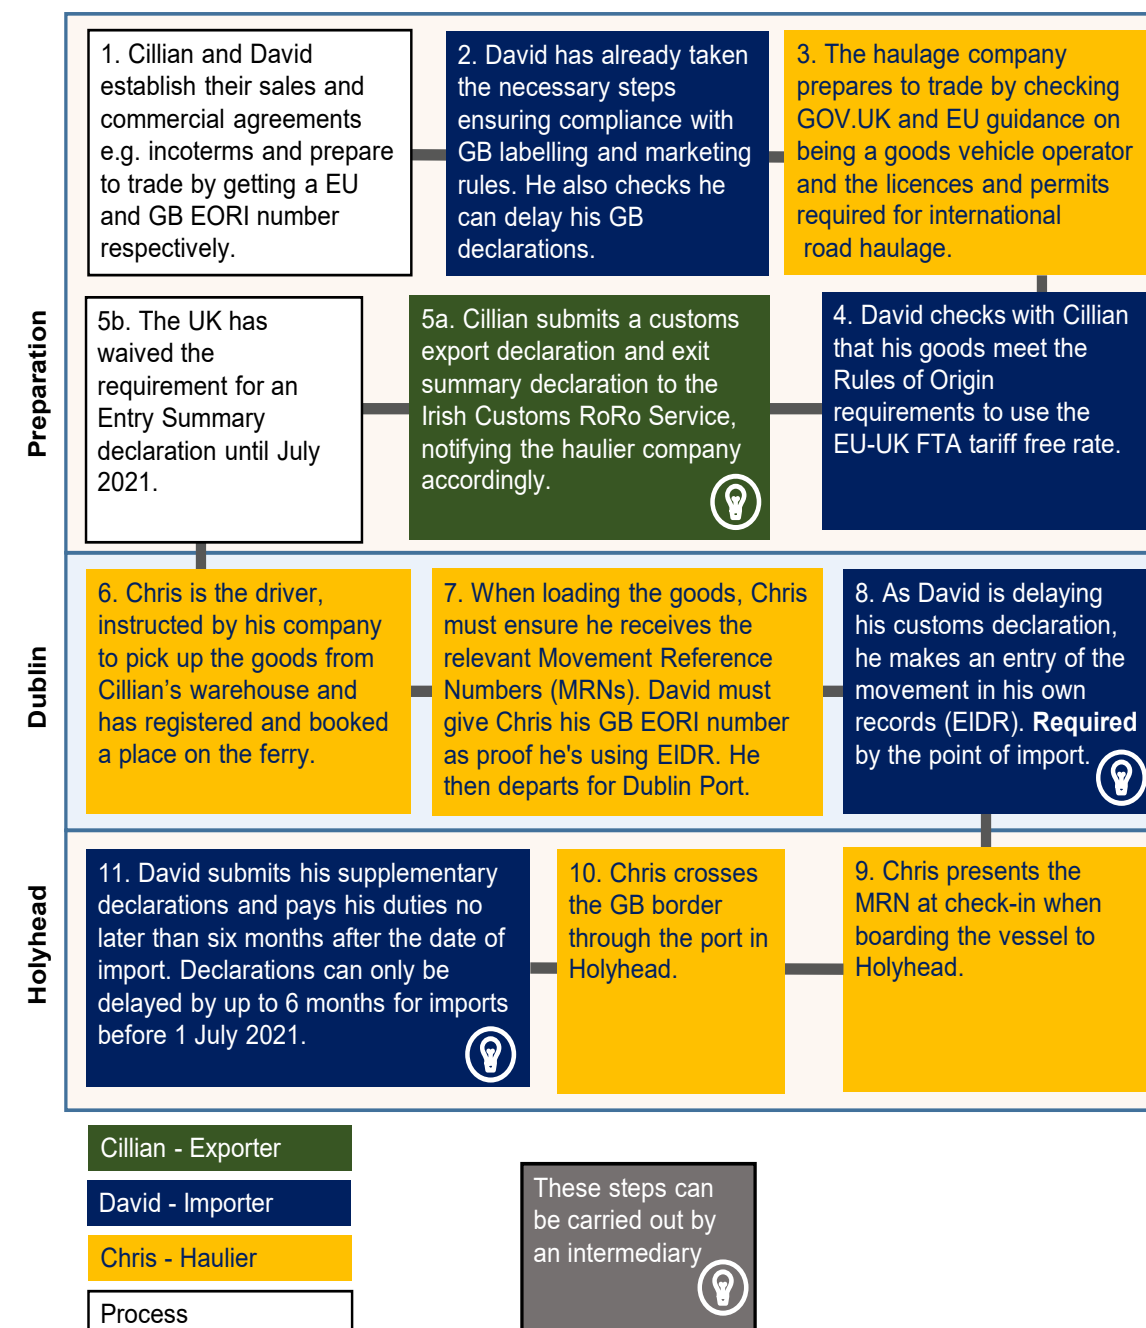 Preparation
1. Cillian and David
establish their sales and
commercial agreements
e.g. incoterms and prepare
to trade by getting a EU
and GB EORI number
respectively.
2. David has already taken
the necessary steps
ensuring compliance with
GB labelling and marketing
rules. He also checks he
can delay his GB
declarations.
3. The haulage company
prepares to trade by checking
GOV.UK and EU guidance on
being a goods vehicle operator
and the licences and permits
required for international
road haulage.
4. David checks with Cillian
that his goods meet the
Rules of Origin
requirements to use the
EU-UK FTA tariff free rate.
5a. Cillian submits a customs
export declaration and exit
summary declaration to the
Irish Customs RoRo Service,
notifying the haulier company
accordingly.
5b. The UK has
waived the
requirement for an
Entry Summary
declaration until July
2021.
Dublin
6. Chris is the driver,
instructed by his company
to pick up the goods from
Cillian's warehouse and
has registered and booked
a place on the ferry.
7. When loading the goods, Chris
must ensure he receives the
relevant Movement Reference
Numbers (MRNs). David must
give Chris his GB EORI number
as proof he's using EIDR. He
then departs for Dublin Port.
8. As David is delaying
his customs declaration,
he makes an entry of the
movement in his own
records (EIDR). Required
by the point of import.
Holyhead
9. Chris presents the
MRN at check-in when
boarding the vessel to
Holyhead.
10. Chris crosses
the GB border
through the port in
Holyhead.
11. David submits his supplementary
declarations and pays his duties no
later than six months after the date of
import. Declarations can only be
delayed by up to 6 months for imports
before 1 July 2021.
Cillian - Exporter
David - Importer
Chris - Haulier
Process
These steps can
be carried out by
an intermediary